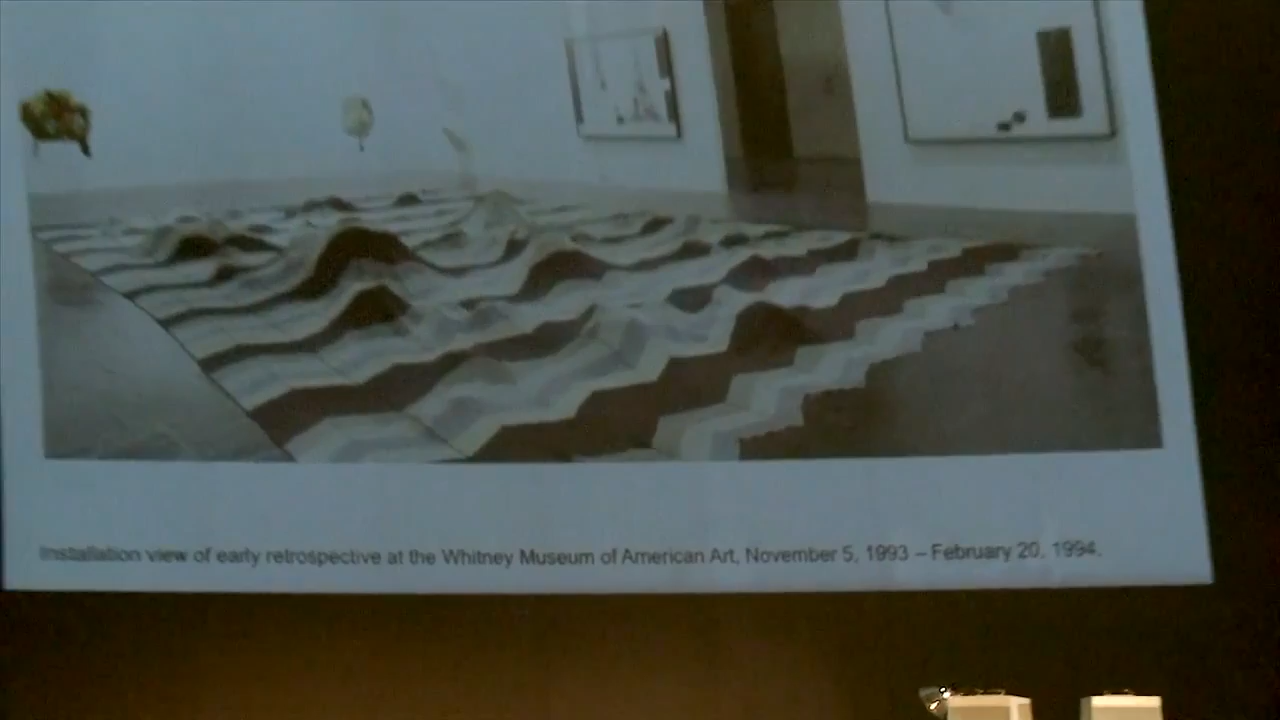 Installation view of early retrospective at the Whitney Museum of American Art, November 5, 1993 – February 20, 1994.